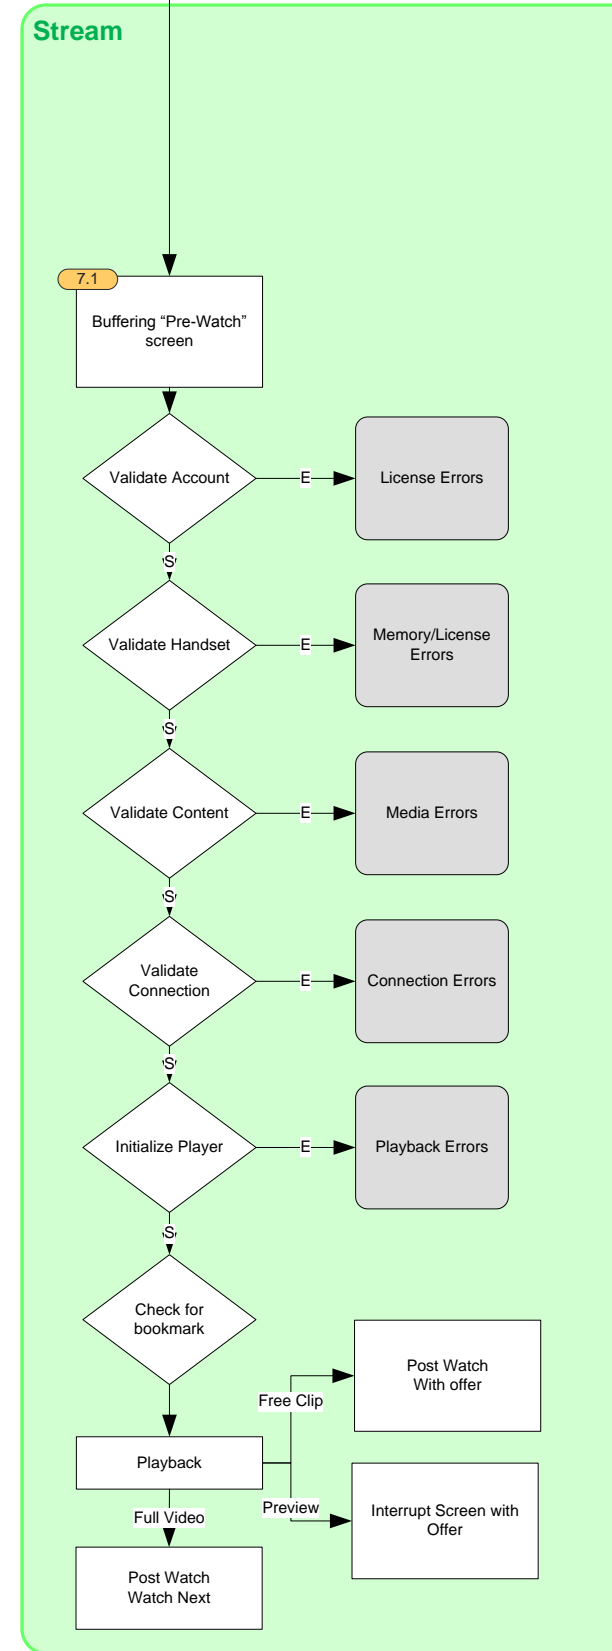 Stream
7.1
Buffering “Pre-Watch”
screen
Validate Account
E
License Errors
S
Validate Handset
E
Memory/License
Errors
S
Validate Content
E
Media Errors
S
Validate
Connection
E
Connection Errors
S
Initialize Player
E
Playback Errors
S
Check for
bookmark
Post Watch
With offer
Free Clip
Playback
Preview
Interrupt Screen with
Offer
Full Video
Post Watch
Watch Next